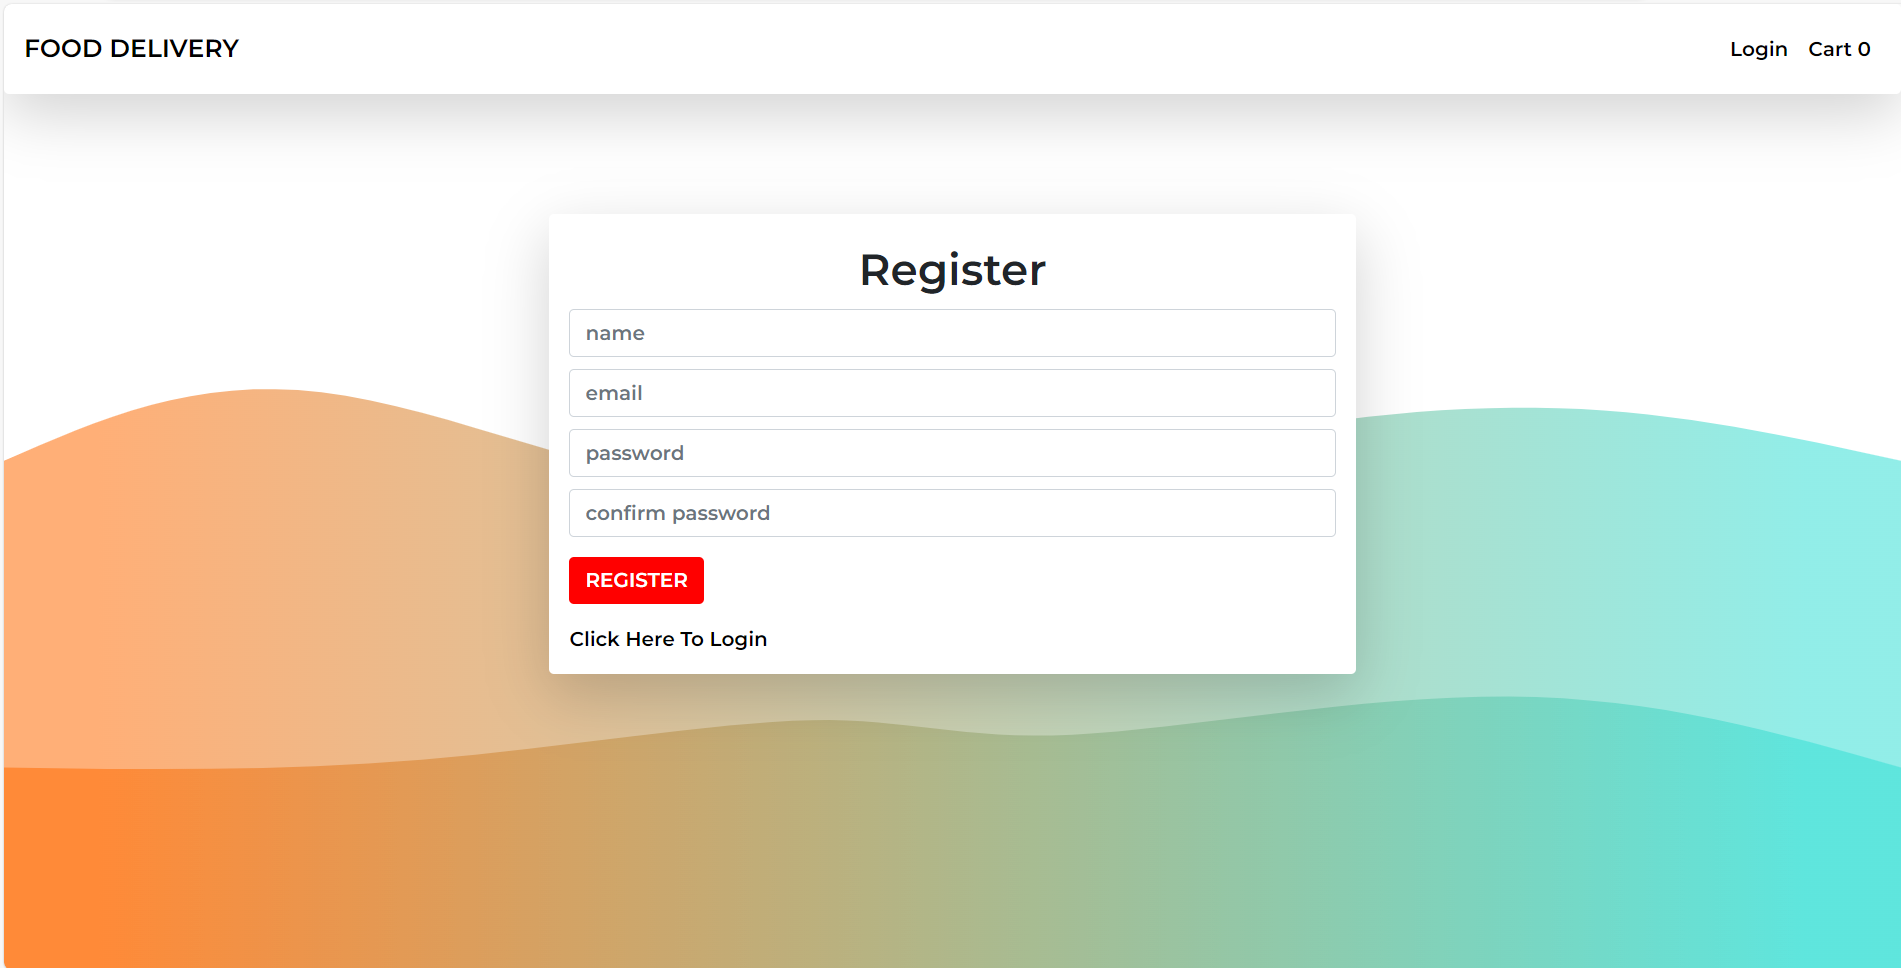 FOOD DELIVERY
Login Cart 0
Register
name
email
password
confirm password
REGISTER
Click Here To Login